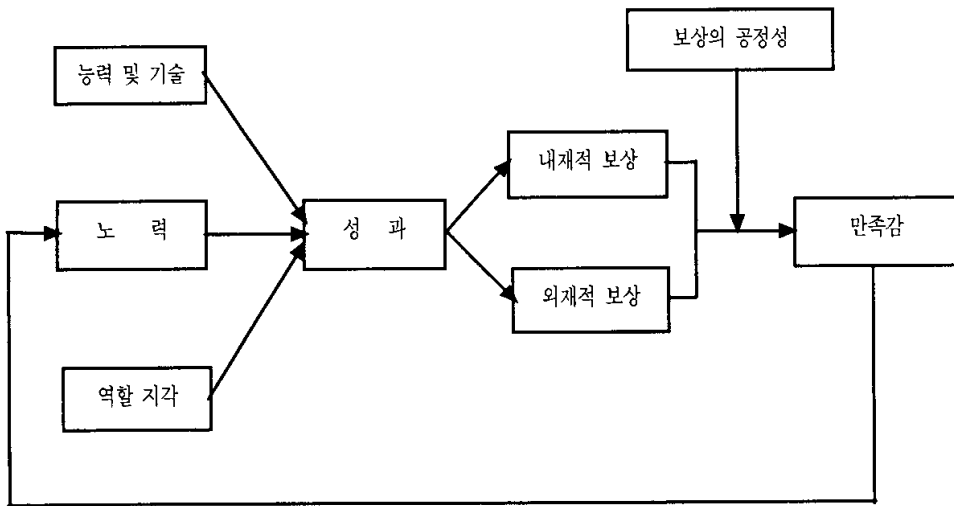 보상의 공정성
능력 및 기술
내재적 보상
노 력
성 과
만족감
외재적 보상
역할 지각